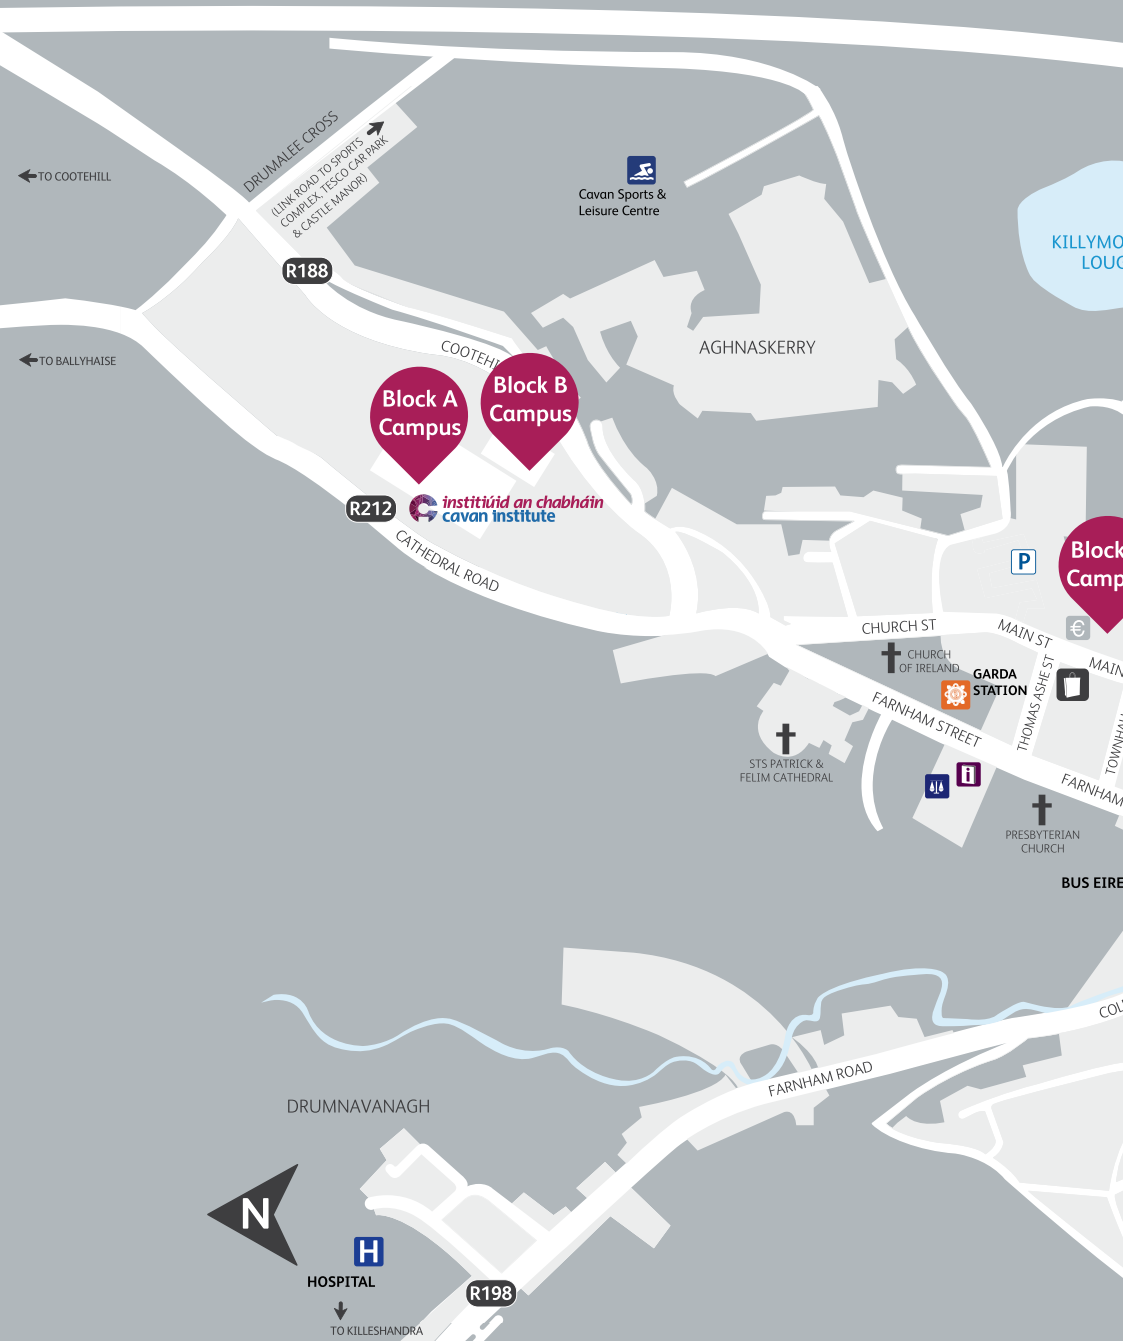 DRUMALEE CROSS
(LINK ROAD TO SPORTS
COMPLEX, TESCO CAR PARK
& CASTLE MANOR)
TO COOTEHILL
Cavan Sports &
Leisure Centre
KILLYMO
LOUG
R188
TO BALLYHAISE
COOTEHI
AGHNASKERRY
Block A
Campus
Block B
Campus
R212
institiúid an chabháin
cavan institute
CATHEDRAL ROAD
P
Block
Camp
€
CHURCH ST
MAIN ST
MAIN
CHURCH
OF IRELAND
GARDA
STATION
THOMAS ASHE ST
TOWNHAL
FARNHAM STREET
STS PATRICK &
FELIM CATHEDRAL
i
FARNHAM
PRESBYTERIAN
CHURCH
BUS EIRE
COL
FARNHAM ROAD
DRUMNAVANAGH
N
H
HOSPITAL
R198
TO KILLESHANDRA